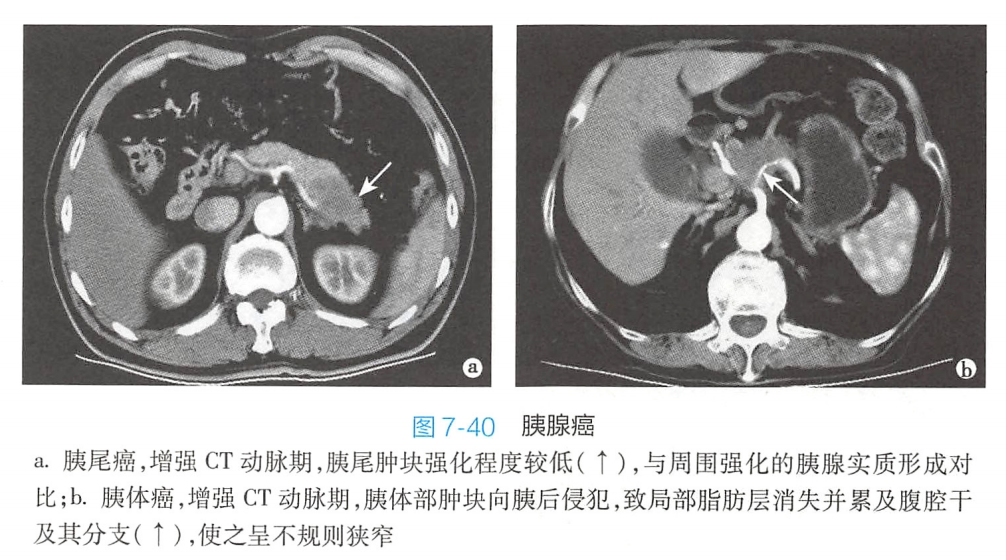 a
b
图 7-40 胰腺癌
a. 胰尾癌,增强 CT 动脉期,胰尾肿块强化程度较低(↑),与周围强化的胰腺实质形成对
比;b. 胰体癌,增强 CT 动脉期,胰体部肿块向胰后侵犯,致局部脂肪层消失并累及腹腔干
及其分支(↑),使之呈不规则狭窄